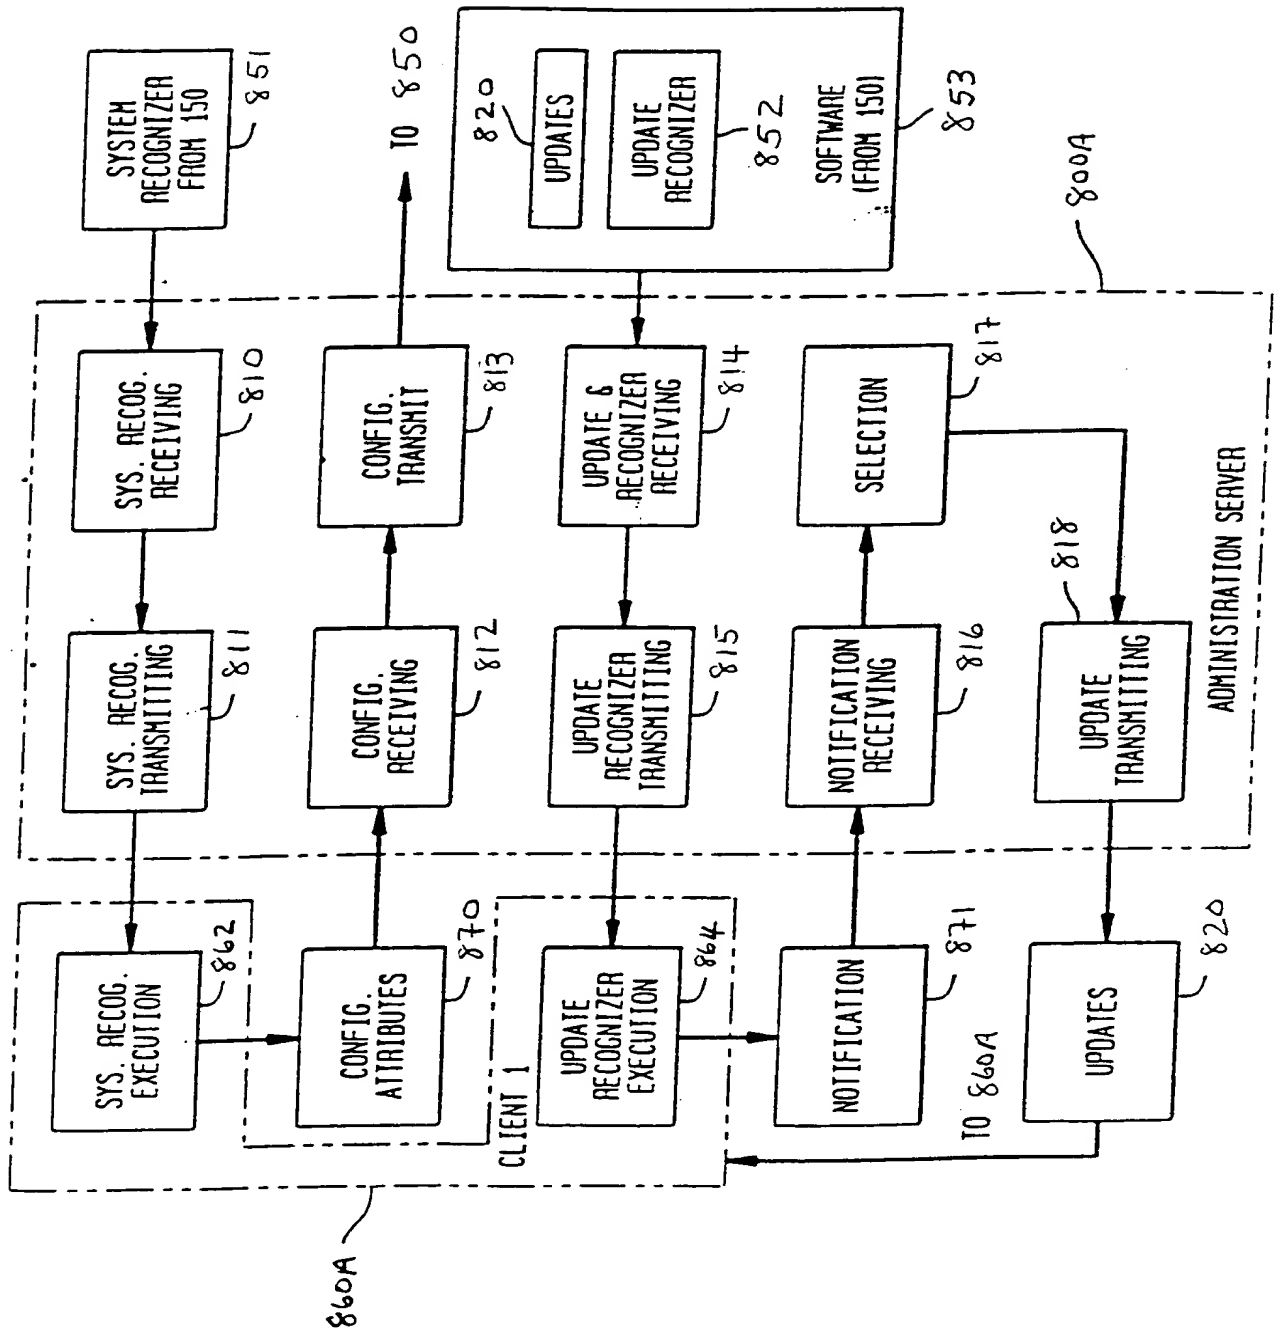 SYSTEM
RECOGNIZER
FROM 150
851
SYS. RECOG.
RECEIVING
810
SYS. RECOG.
TRANSMITTING
811
SYS. RECOG.
EXECUTION
862
CONFIG.
ATTRIBUTES
870
CONFIG.
RECEIVING
812
CONFIG.
TRANSMIT
813
TO 850
820
UPDATES
UPDATE
RECOGNIZER
852
SOFTWARE
(FROM 150)
853
UPDATE &
RECOGNIZER
RECEIVING
814
UPDATE
RECOGNIZER
TRANSMITTING
815
CLIENT 1
UPDATE
RECOGNIZER
EXECUTION
864
860A
NOTIFICATION
871
NOTIFICATION
RECEIVING
816
SELECTION
817
800A
818
UPDATE
TRANSMITTING
ADMINISTRATION SERVER
UPDATES
820
TO 860A